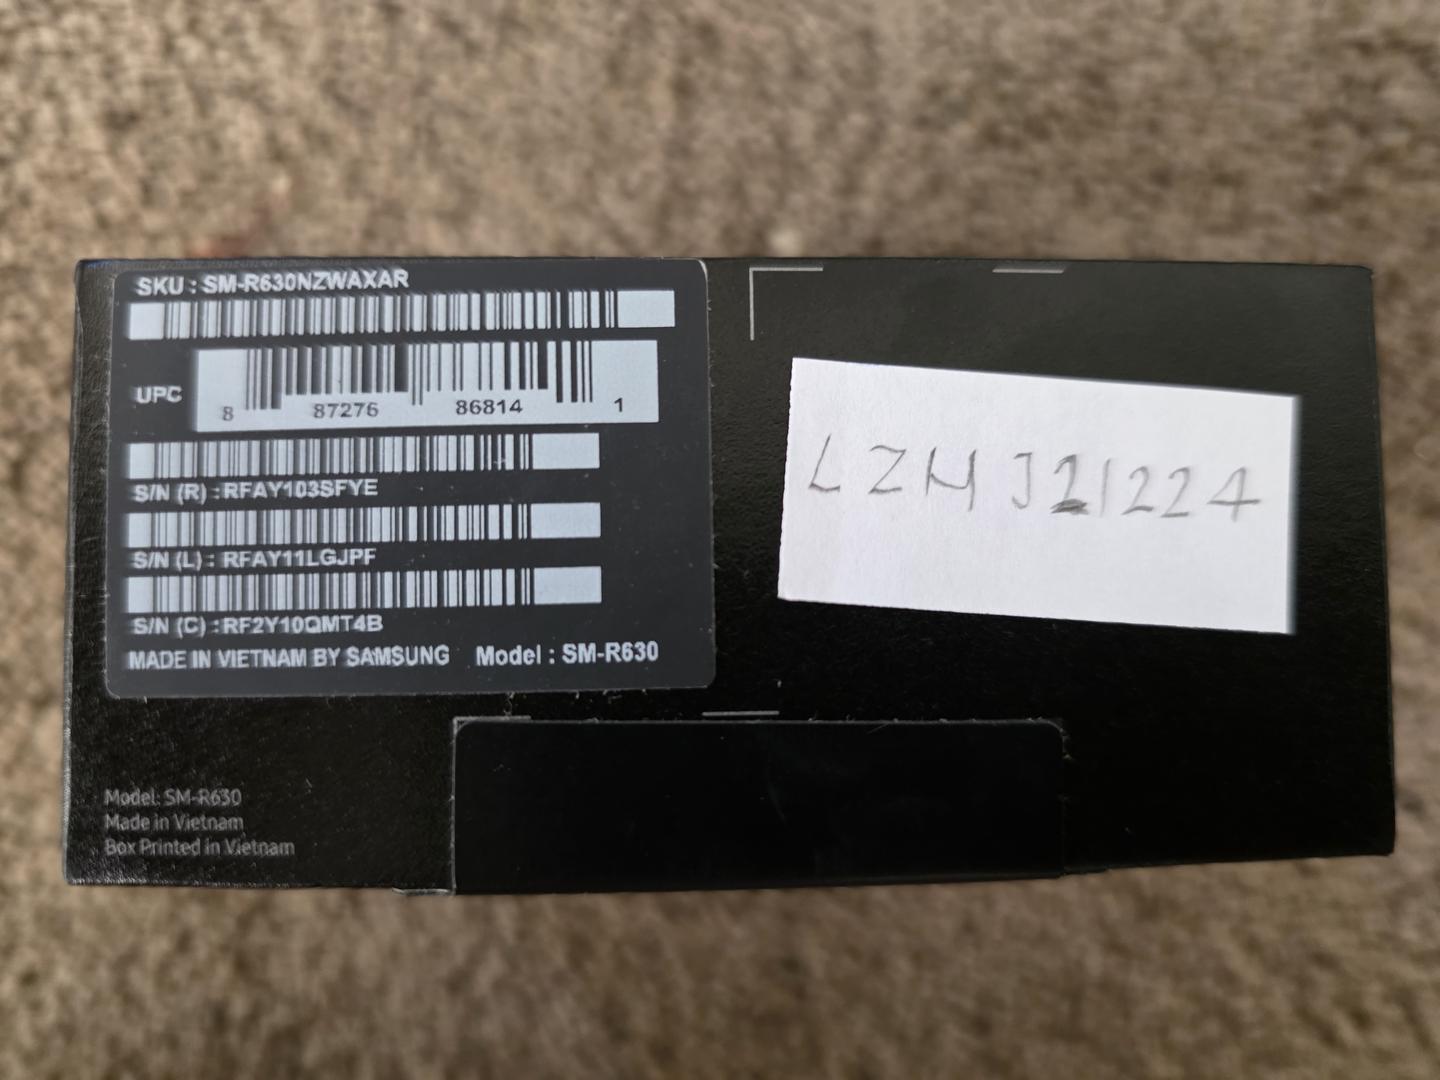 SKU : SM-R630NZWAXAR
UPC
8 87276 86814 1
S/N (R) : RFAY103SFYE
S/N (L) : RFAY11LGJPF
S/N (C) : RF2Y10QMT4B
MADE IN VIETNAM BY SAMSUNG Model : SM-R630
LZMJ21224
Model: SM-R630
Made in Vietnam
Box Printed in Vietnam